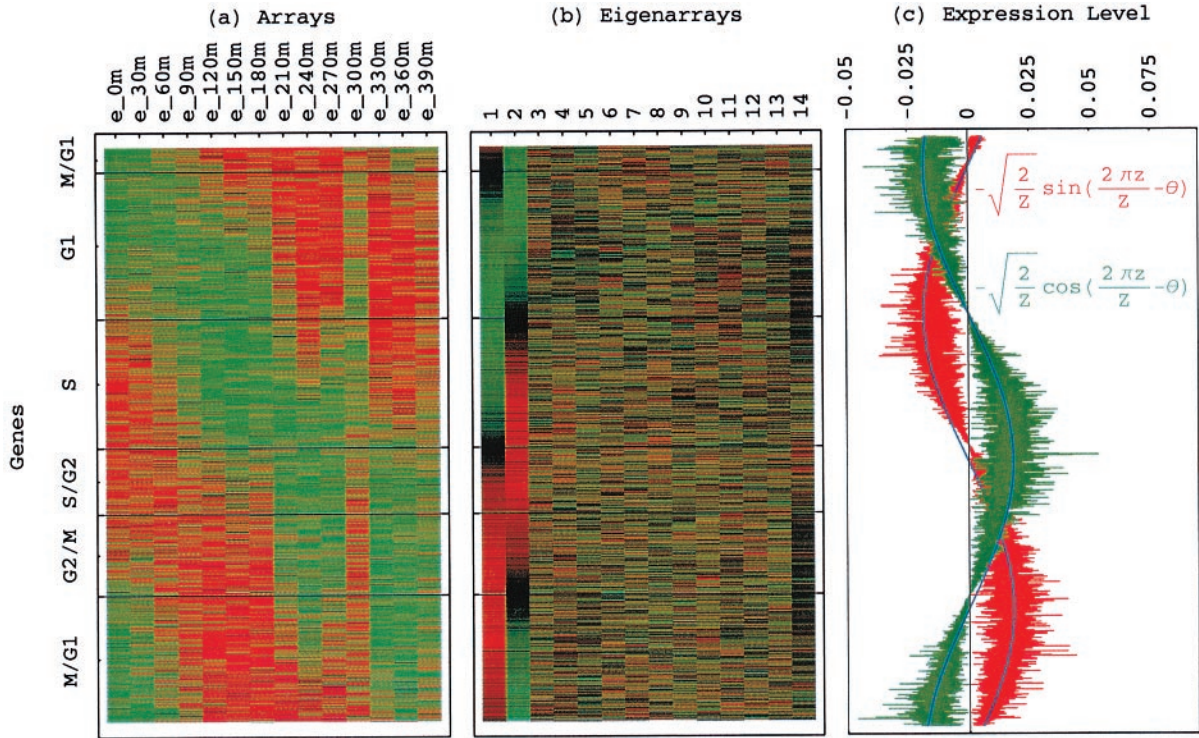 (a) Arrays
(b) Eigenarrays
(c) Expression Level
e_0m
e_30m
e_60m
e_90m
e_120m
e_150m
e_180m
e_210m
e_240m
e_270m
e_300m
e_330m
e_360m
e_390m
1
2
3
4
5
6
7
8
9
10
11
12
13
14
-0.05
-0.025
0
0.025
0.05
0.075
Genes
M/G1
G1
S
S/G2
G2/M
M/G1
-√(2/Z) sin(2πz/Z-θ)
-√(2/Z) cos(2πz/Z-θ)